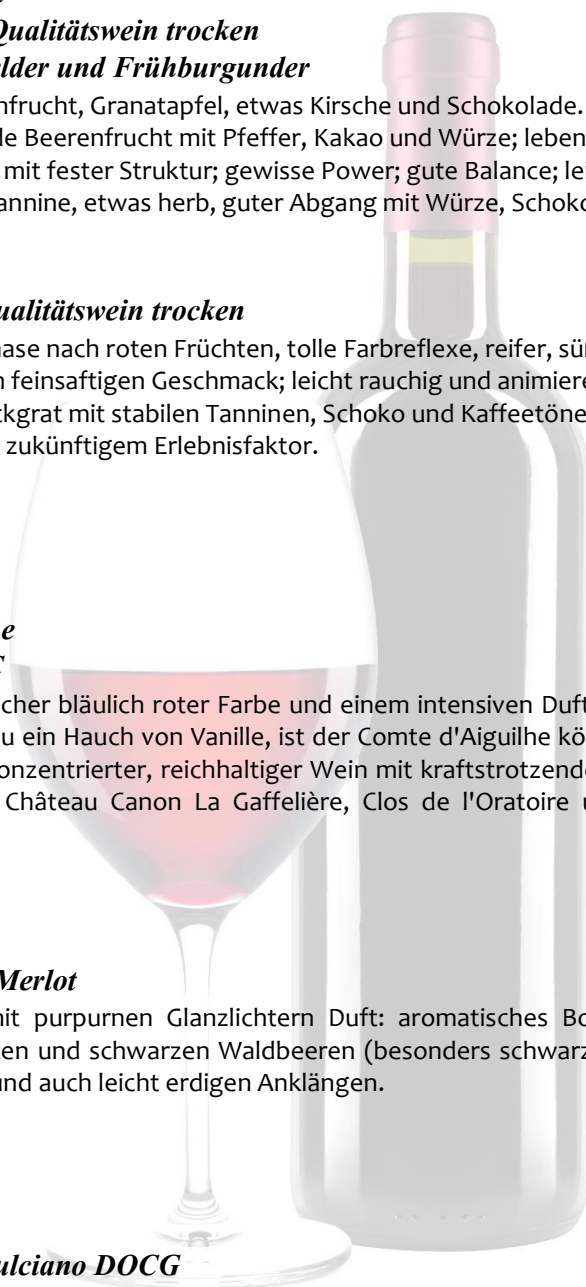 Qualitätswein trocken
elder und Frühburgunder
nfrucht, Granatapfel, etwas Kirsche und Schokolade.
de Beerenfrucht mit Pfeffer, Kakao und Würze; leben
mit fester Struktur; gewisse Power; gute Balance; lei
annine, etwas herb, guter Abgang mit Würze, Schoko
ualitätswein trocken
nase nach roten Früchten, tolle Farbreflexe, reifer, sü
n feinsaftigen Geschmack; leicht rauchig und animiere
ckgrat mit stabilen Tanninen, Schoko und Kaffeetöne
zukünftigem Erlebnisfaktor.
e
cher bläulich roter Farbe und einem intensiven Duft
u ein Hauch von Vanille, ist der Comte d'Aiguilhe kö
onzentrierter, reichhaltiger Wein mit kraftstrotzende
Château Canon La Gaffelière, Clos de l'Oratoire u
Merlot
nit purpurnen Glanzlichtern Duft: aromatisches Bo
ten und schwarzen Waldbeeren (besonders schwarz
und auch leicht erdigen Anklängen.
ulciano DOCG